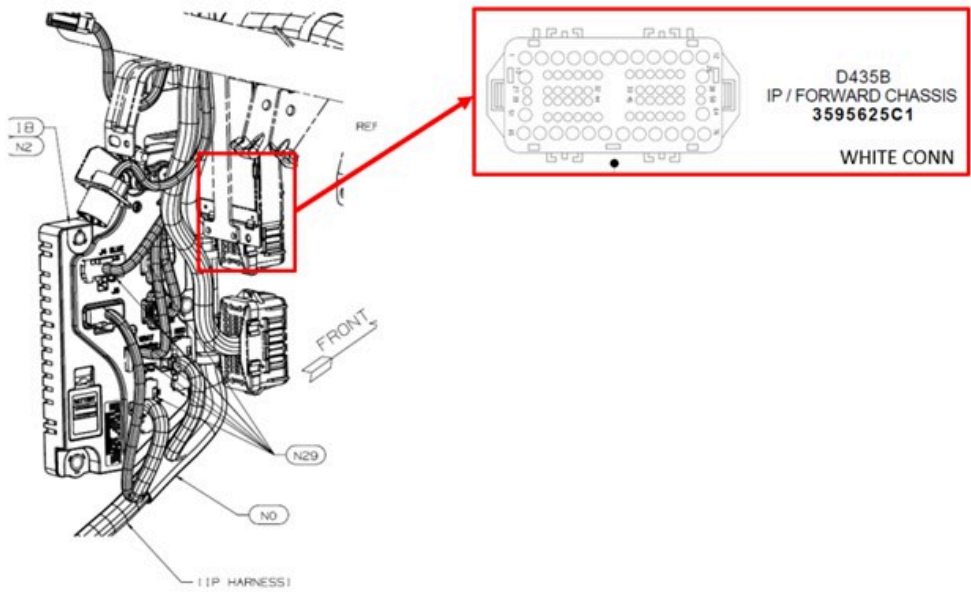 18
N2
REF
FRONT
N29
N0
(IP HARNESS)
D435B
IP / FORWARD CHASSIS
3595625C1
WHITE CONN